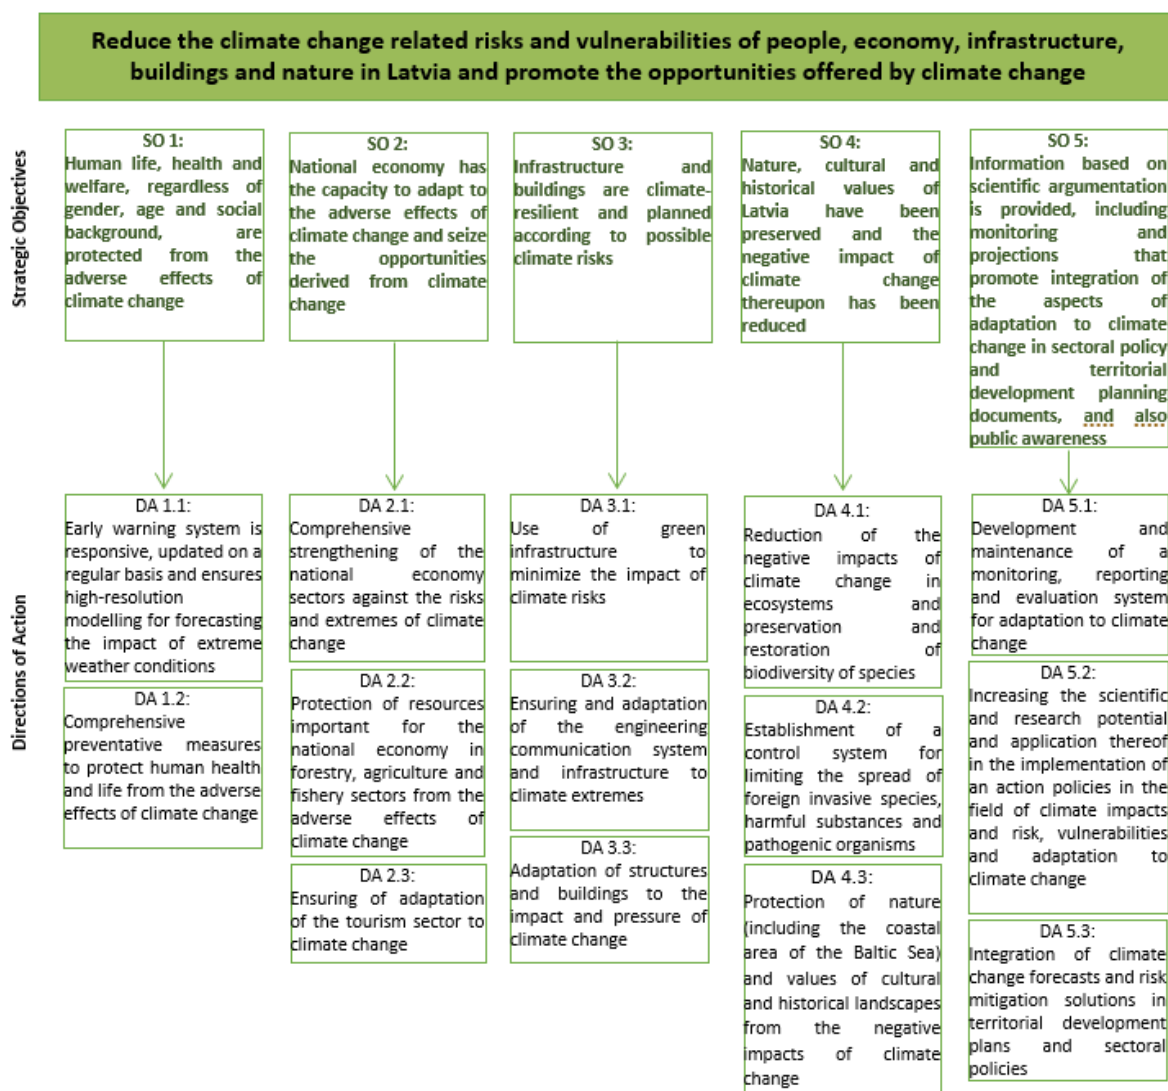 Reduce the climate change related risks and vulnerabilities of people, economy, infrastructure,
buildings and nature in Latvia and promote the opportunities offered by climate change
Strategic Objectives
SO 1:
Human life, health and
welfare, regardless of
gender, age and social
background, are
protected from the
adverse effects of
climate change
SO 2:
National economy has
the capacity to adapt to
the adverse effects of
climate change and seize
the opportunities
derived from climate
change
SO 3:
Infrastructure and
buildings are climate-
resilient and planned
according to possible
climate risks
SO 4:
Nature, cultural and
historical values of
Latvia have been
preserved and the
negative impact of
climate change
thereupon has been
reduced
SO 5:
Information based on
scientific argumentation
is provided, including
monitoring and
projections that
promote integration of
the aspects of
adaptation to climate
change in sectoral policy
and territorial
development planning
documents, and also
public awareness
Directions of Action
DA 1.1:
Early warning system is
responsive, updated on a
regular basis and ensures
high-resolution
modelling for forecasting
the impact of extreme
weather conditions
DA 1.2:
Comprehensive
preventative measures
to protect human health
and life from the adverse
effects of climate change
DA 2.1:
Comprehensive
strengthening of the
national economy
sectors against the risks
and extremes of climate
change
DA 2.2:
Protection of resources
important for the
national economy in
forestry, agriculture and
fishery sectors from the
adverse effects of
climate change
DA 2.3:
Ensuring of adaptation
of the tourism sector to
climate change
DA 3.1:
Use of green
infrastructure to
minimize the impact of
climate risks
DA 3.2:
Ensuring and adaptation
of the engineering
communication system
and infrastructure to
climate extremes
DA 3.3:
Adaptation of structures
and buildings to the
impact and pressure of
climate change
DA 4.1:
Reduction of the
negative impacts of
climate change in
ecosystems and
preservation and
restoration of
biodiversity of species
DA 4.2:
Establishment of a
control system for
limiting the spread of
foreign invasive species,
harmful substances and
pathogenic organisms
DA 4.3:
Protection of nature
(including the coastal
area of the Baltic Sea)
and values of cultural
and historical landscapes
from the negative
impacts of climate
change
DA 5.1:
Development and
maintenance of a
monitoring, reporting
and evaluation system
for adaptation to climate
change
DA 5.2:
Increasing the scientific
and research potential
and application thereof
in the implementation of
an action policies in the
field of climate impacts
and risk, vulnerabilities
and adaptation to
climate change
DA 5.3:
Integration of climate
change forecasts and risk
mitigation solutions in
territorial development
plans and sectoral
policies